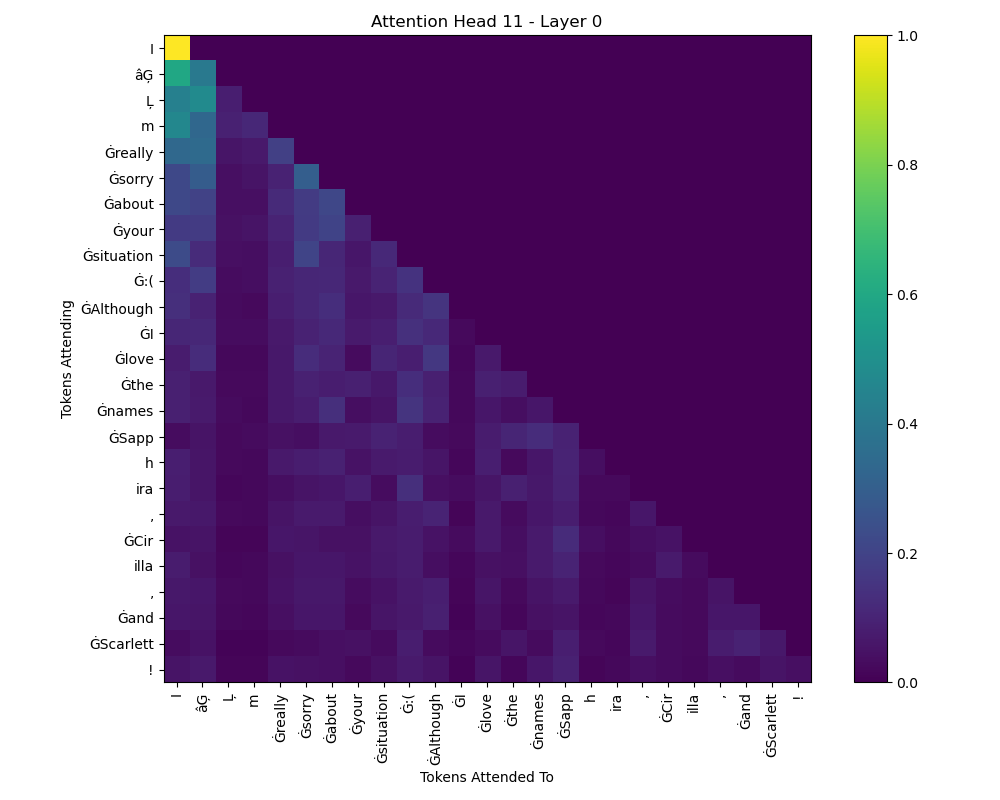 Attention Head 11 - Layer 0
Tokens Attending
I
âĢ
Ļ
m
Ġreally
Ġsorry
Ġabout
Ġyour
Ġsituation
Ġ:(
ĠAlthough
ĠI
Ġlove
Ġthe
Ġnames
ĠSapp
h
ira
,
ĠCir
illa
,
Ġand
ĠScarlett
!
I
âĢ
Ļ
m
Ġreally
Ġsorry
Ġabout
Ġyour
Ġsituation
Ġ:(
ĠAlthough
ĠI
Ġlove
Ġthe
Ġnames
ĠSapp
h
ira
,
ĠCir
illa
,
Ġand
ĠScarlett
!
Tokens Attended To
1.0
0.8
0.6
0.4
0.2
0.0